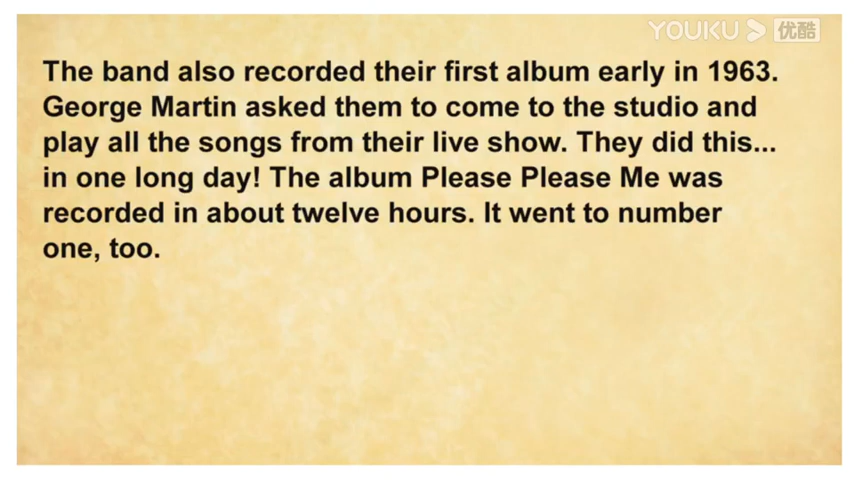 YOUKU 优酷
The band also recorded their first album early in 1963.
George Martin asked them to come to the studio and
play all the songs from their live show. They did this...
in one long day! The album Please Please Me was
recorded in about twelve hours. It went to number
one, too.